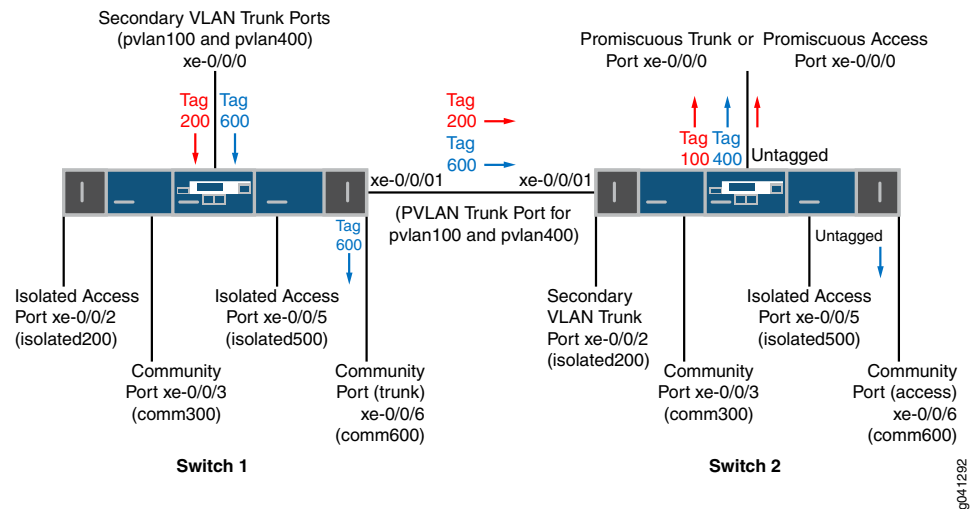 Secondary VLAN Trunk Ports
(pvlan100 and pvlan400)
xe-0/0/0
Promiscuous Trunk or
Port xe-0/0/0
Promiscuous Access
Port xe-0/0/0
Tag
200
Tag
600
Tag
200
Tag
600
Tag
100
Tag
400
Untagged
xe-0/0/01
xe-0/0/01
(PVLAN Trunk Port for
pvlan100 and pvlan400)
Tag
600
Untagged
Isolated Access
Port xe-0/0/2
(isolated200)
Isolated Access
Port xe-0/0/5
(isolated500)
Secondary
VLAN Trunk
Port xe-0/0/2
(isolated200)
Isolated Access
Port xe-0/0/5
(isolated500)
Community
Port xe-0/0/3
(comm300)
Community
Port (trunk)
xe-0/0/6
(comm600)
Community
Port xe-0/0/3
(comm300)
Community
Port (access)
xe-0/0/6
(comm600)
Switch 1
Switch 2
g041292